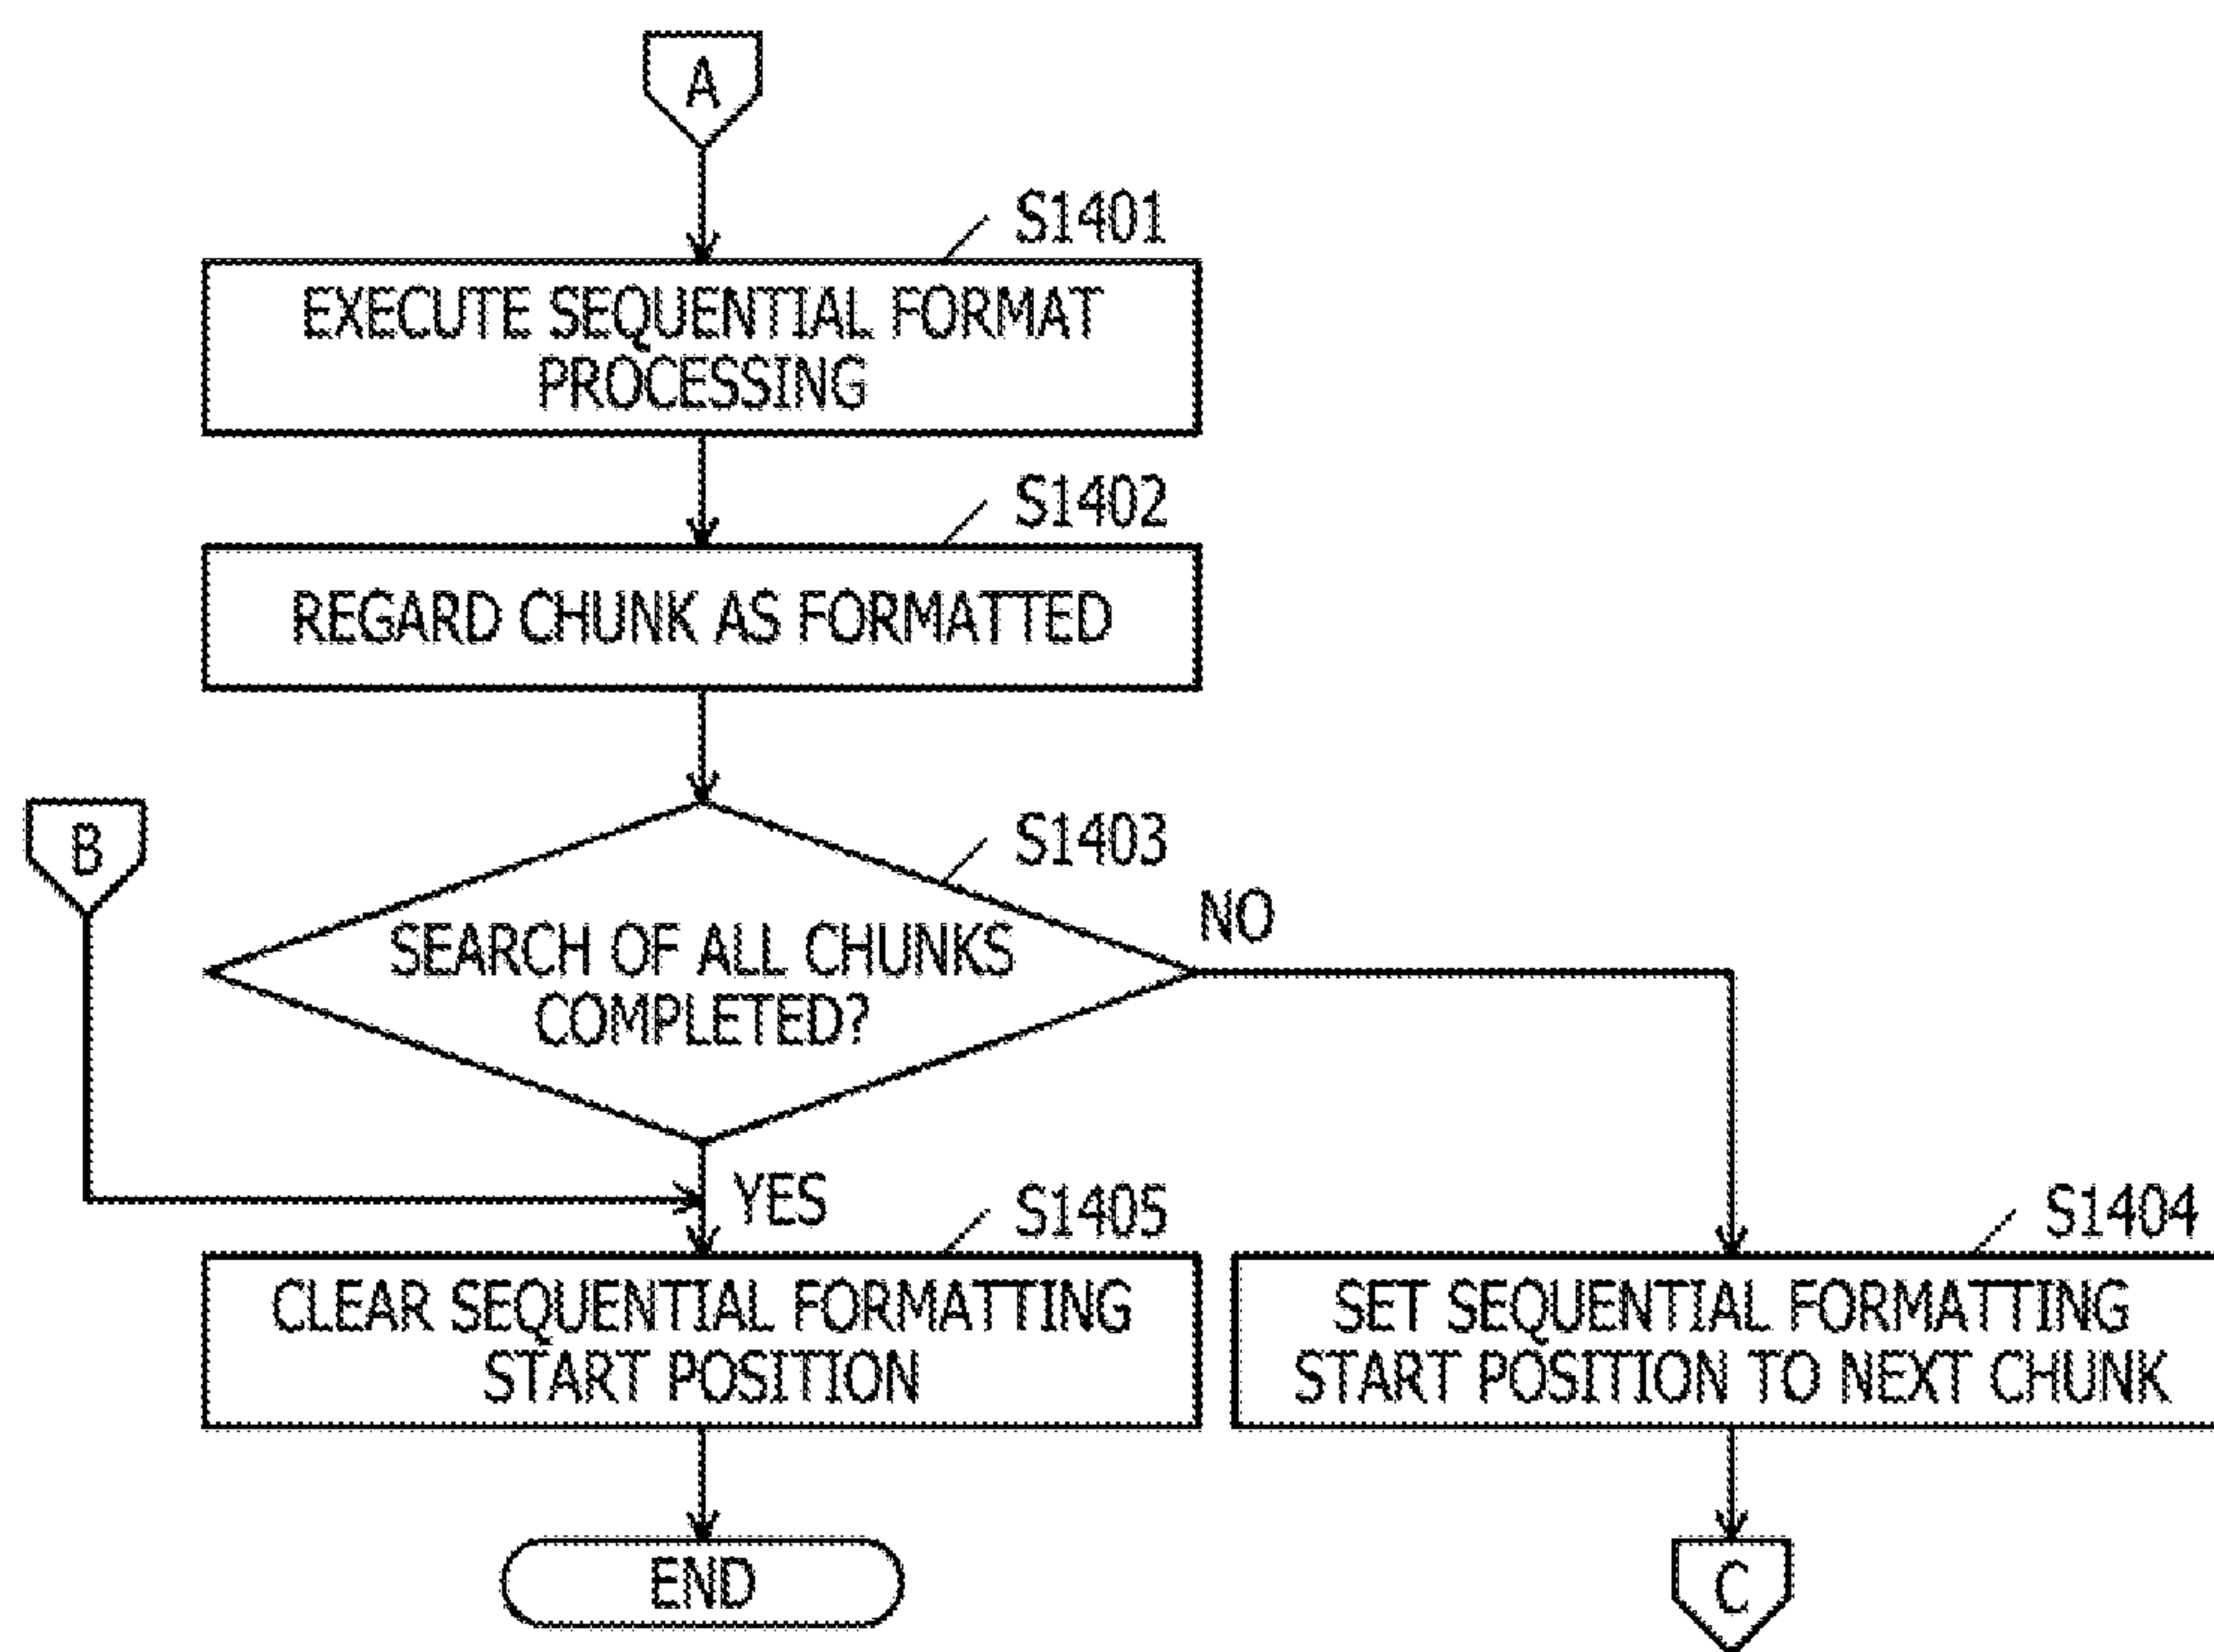 A
S1401
EXECUTE SEQUENTIAL FORMAT
PROCESSING
S1402
REGARD CHUNK AS FORMATTED
B
S1403
NO
SEARCH OF ALL CHUNKS
COMPLETED?
YES
S1405
CLEAR SEQUENTIAL FORMATTING
START POSITION
S1404
SET SEQUENTIAL FORMATTING
START POSITION TO NEXT CHUNK
END
C